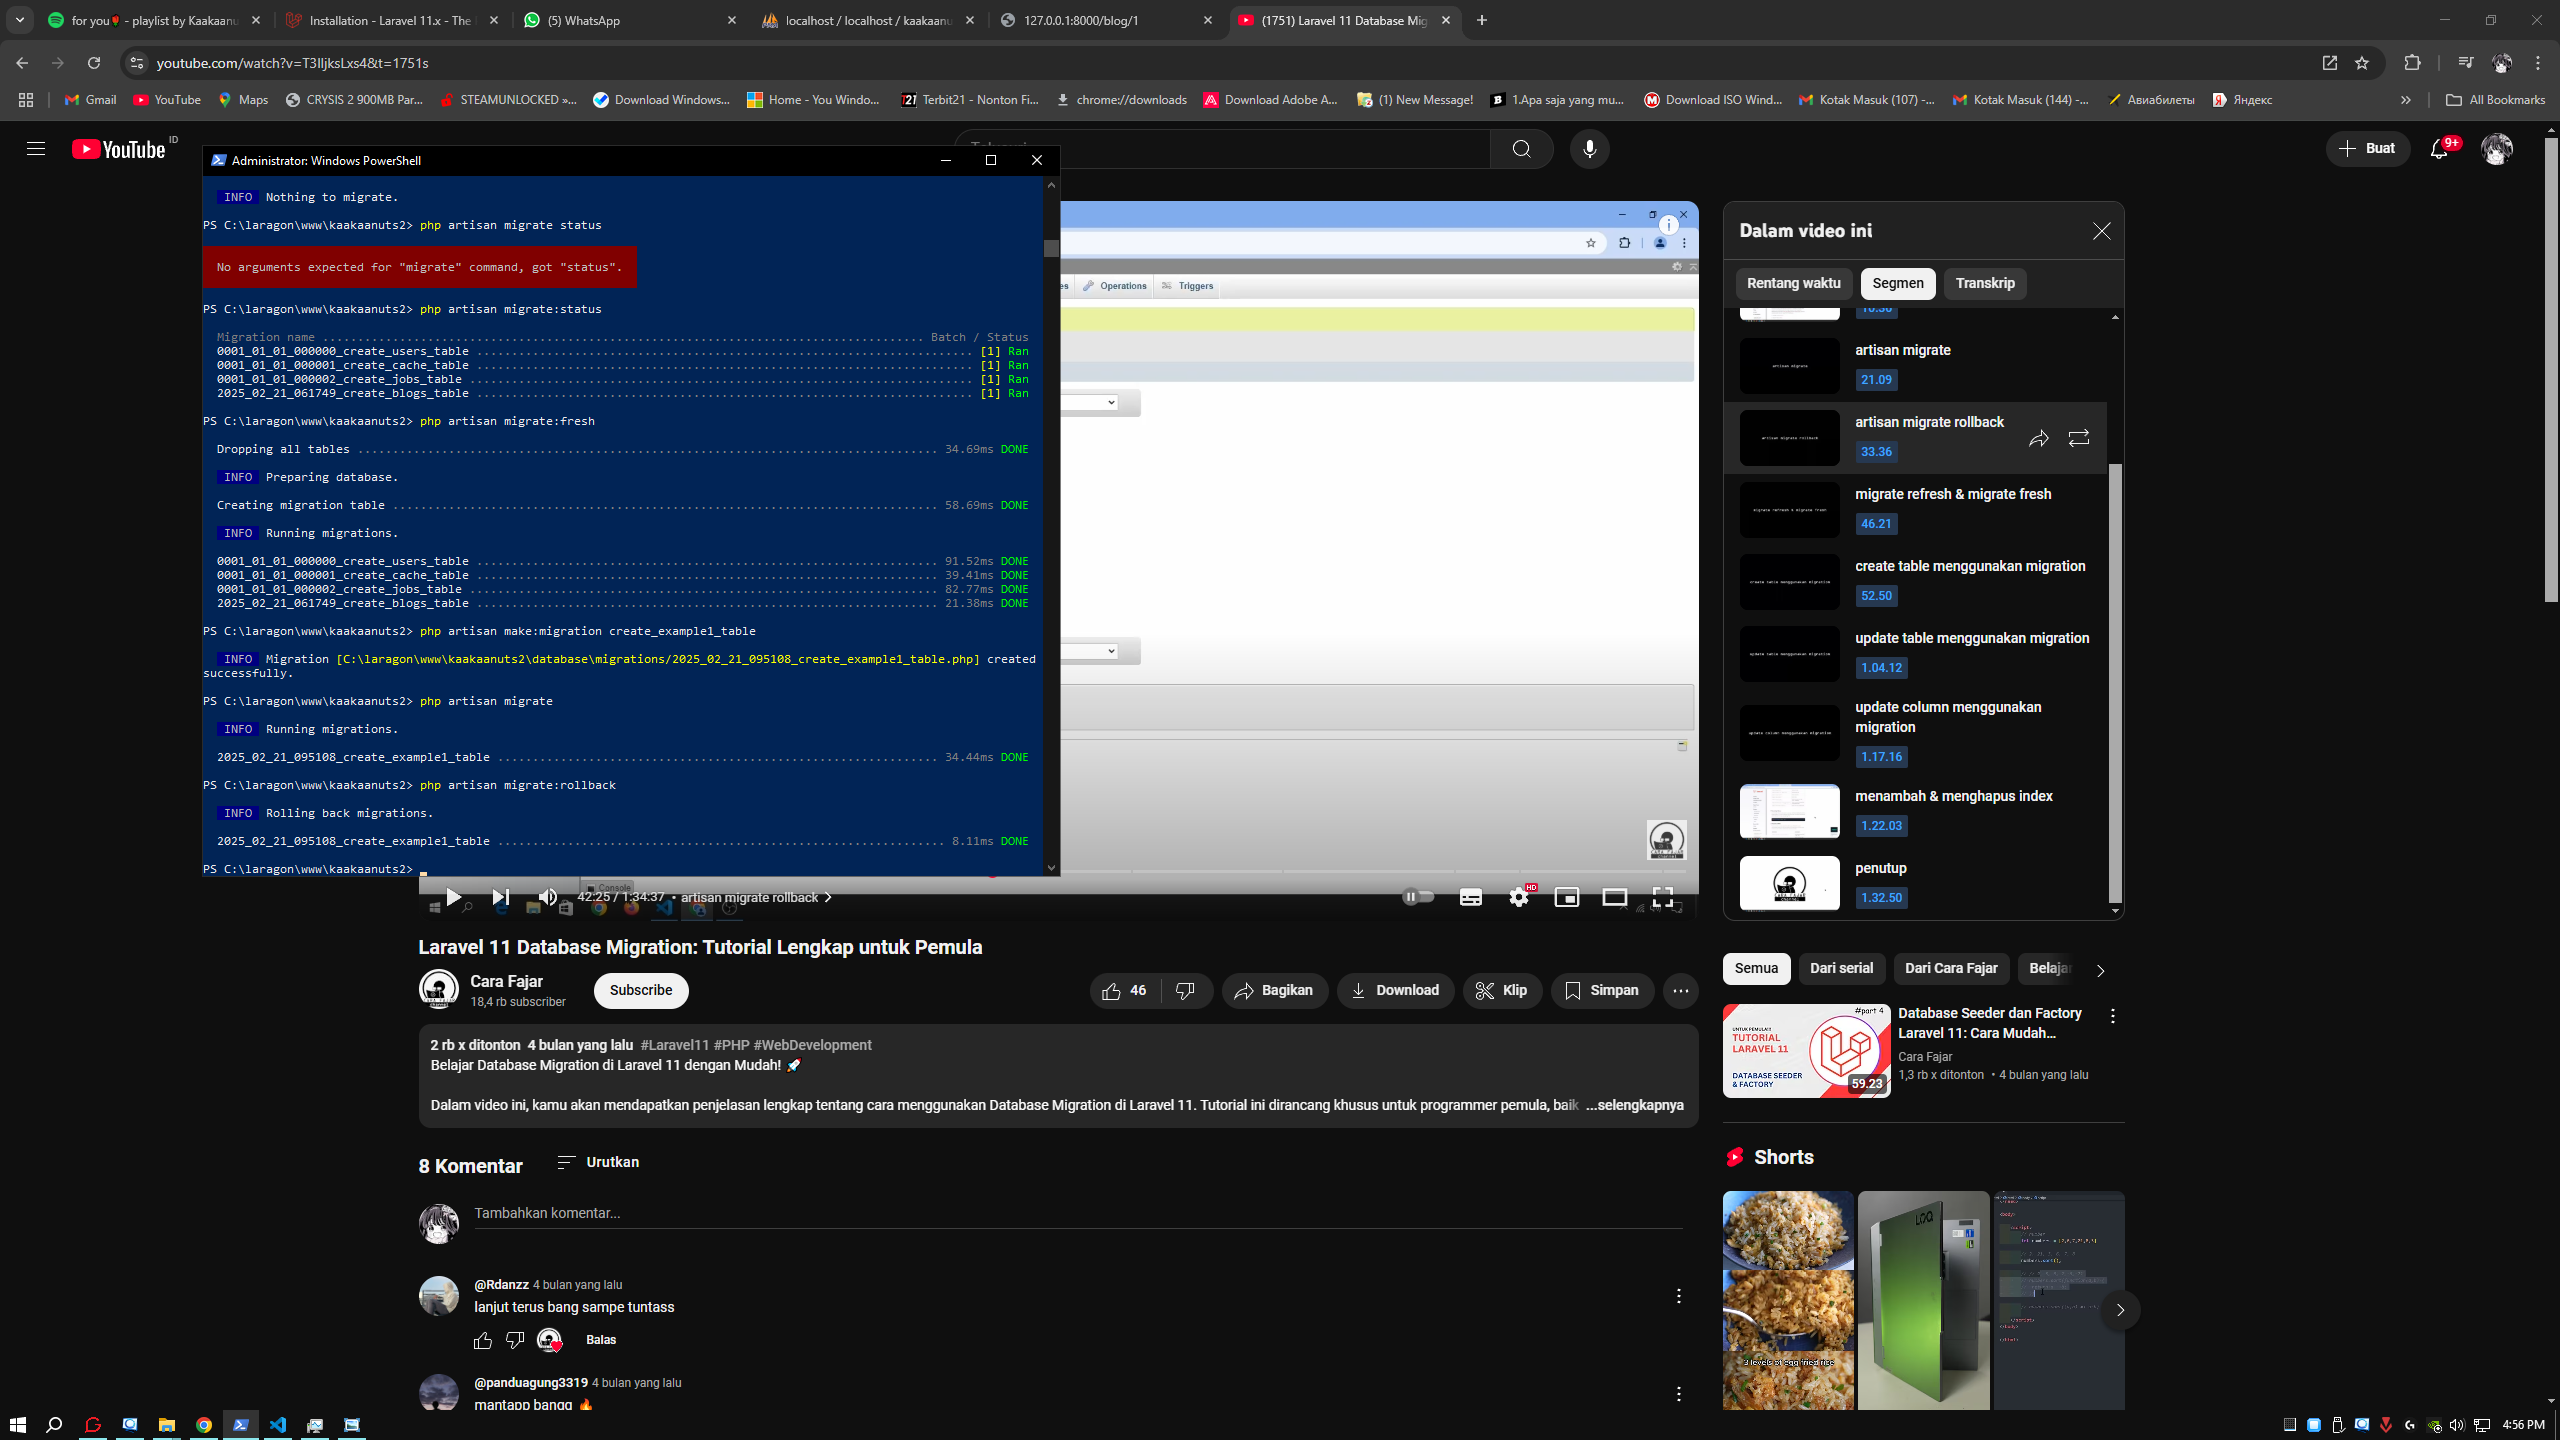 for you🌹 - playlist by Kaakaanu
Installation - Laravel 11.x - The
(5) WhatsApp
localhost / localhost / kaakaanu
127.0.0.1:8000/blog/1
(1751) Laravel 11 Database Mig
youtube.com/watch?v=T3IljksLxs4&t=1751s
Gmail
YouTube
Maps
CRYSIS 2 900MB Par...
STEAMUNLOCKED »...
Download Windows...
Home - You Windo...
Terbit21 - Nonton Fi...
chrome://downloads
Download Adobe A...
(1) New Message!
1.Apa saja yang mu...
Download ISO Wind...
Kotak Masuk (107) -...
Kotak Masuk (144) -...
Авиабилеты
Яндекс
All Bookmarks
YouTube ID
Buat
9+
Administrator: Windows PowerShell
INFO Nothing to migrate.
PS C:\laragon\www\kaakaanuts2> php artisan migrate status
No arguments expected for "migrate" command, got "status".
PS C:\laragon\www\kaakaanuts2> php artisan migrate:status
Migration name ..... Batch / Status
0001_01_01_000000_create_users_table ..... [1] Ran
0001_01_01_000001_create_cache_table ..... [1] Ran
0001_01_01_000002_create_jobs_table ..... [1] Ran
2025_02_21_061749_create_blogs_table ..... [1] Ran
PS C:\laragon\www\kaakaanuts2> php artisan migrate:fresh
Dropping all tables ..... 34.69ms DONE
INFO Preparing database.
Creating migration table ..... 58.69ms DONE
INFO Running migrations.
0001_01_01_000000_create_users_table ..... 91.52ms DONE
0001_01_01_000001_create_cache_table ..... 39.41ms DONE
0001_01_01_000002_create_jobs_table ..... 82.77ms DONE
2025_02_21_061749_create_blogs_table ..... 21.38ms DONE
PS C:\laragon\www\kaakaanuts2> php artisan make:migration create_example1_table
INFO Migration [C:\laragon\www\kaakaanuts2\database\migrations/2025_02_21_095108_create_example1_table.php] created
successfully.
PS C:\laragon\www\kaakaanuts2> php artisan migrate
INFO Running migrations.
2025_02_21_095108_create_example1_table ..... 34.44ms DONE
PS C:\laragon\www\kaakaanuts2> php artisan migrate:rollback
INFO Rolling back migrations.
2025_02_21_095108_create_example1_table ..... 8.11ms DONE
PS C:\laragon\www\kaakaanuts2>
Operations
Triggers
Console
42:25 / 1:34:37 • artisan migrate rollback
HD
Dalam video ini
Rentang waktu
Segmen
Transkrip
artisan migrate
21.09
artisan migrate rollback
33.36
migrate refresh & migrate fresh
46.21
create table menggunakan migration
52.50
update table menggunakan migration
1.04.12
update column menggunakan
migration
1.17.16
menambah & menghapus index
1.22.03
penutup
1.32.50
Laravel 11 Database Migration: Tutorial Lengkap untuk Pemula
Cara Fajar
18,4 rb subscriber
Subscribe
46
Bagikan
Download
Klip
Simpan
2 rb x ditonton 4 bulan yang lalu #Laravel11 #PHP #WebDevelopment
Belajar Database Migration di Laravel 11 dengan Mudah! 🚀
Dalam video ini, kamu akan mendapatkan penjelasan lengkap tentang cara menggunakan Database Migration di Laravel 11. Tutorial ini dirancang khusus untuk programmer pemula, baik ...selengkapnya
8 Komentar
Urutkan
Tambahkan komentar...
@Rdanzz 4 bulan yang lalu
lanjut terus bang sampe tuntass
Balas
@panduagung3319 4 bulan yang lalu
mantapp bangg 🔥
Semua
Dari serial
Dari Cara Fajar
Belajar
#part 4
UNTUK PEMULA!!!
TUTORIAL
LARAVEL 11
DATABASE SEEDER
& FACTORY
59.23
Database Seeder dan Factory
Laravel 11: Cara Mudah...
Cara Fajar
1,3 rb x ditonton • 4 bulan yang lalu
Shorts
3 levels of egg fried rice
LOQ
4:56 PM